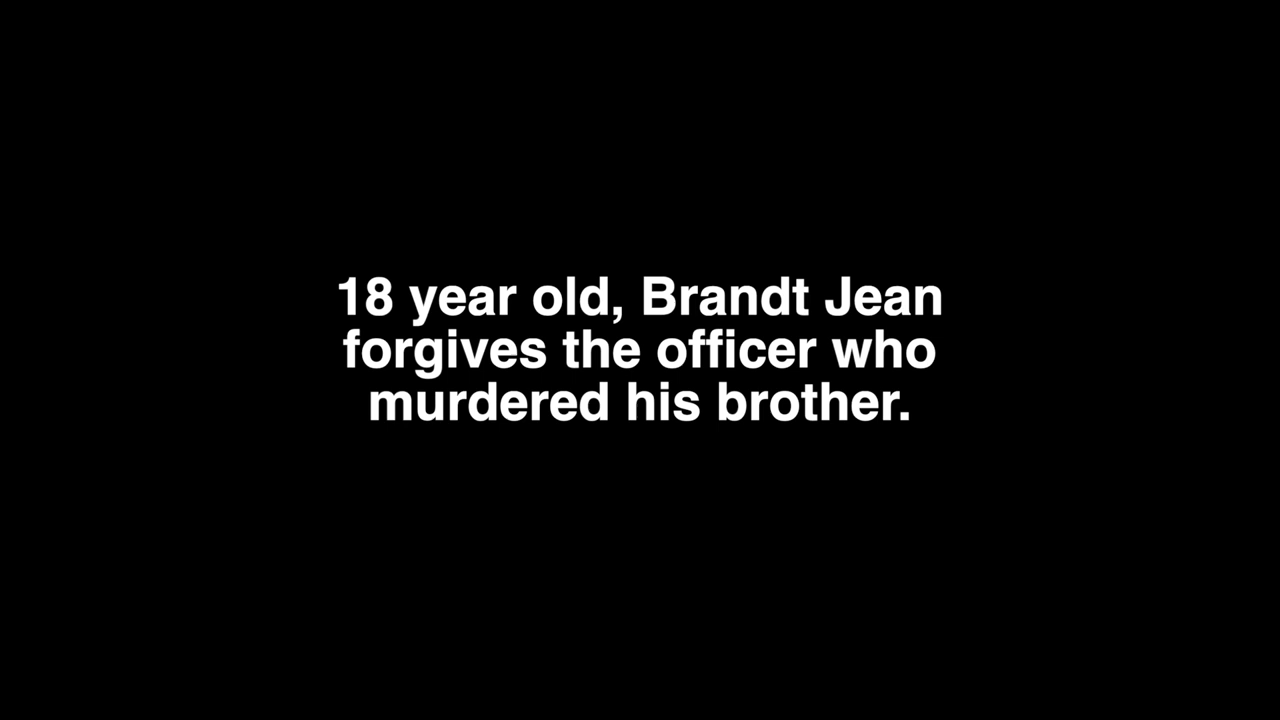 18 year old, Brandt Jean
forgives the officer who
murdered his brother.